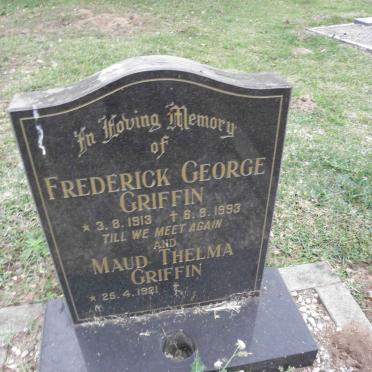 In Loving Memory
of
FREDERICK GEORGE
GRIFFIN
★ 3.8.1913 ✝ 6.8.1993
TILL WE MEET AGAIN
AND
MAUD THELMA
GRIFFIN
★ 25.4.1921 ✝